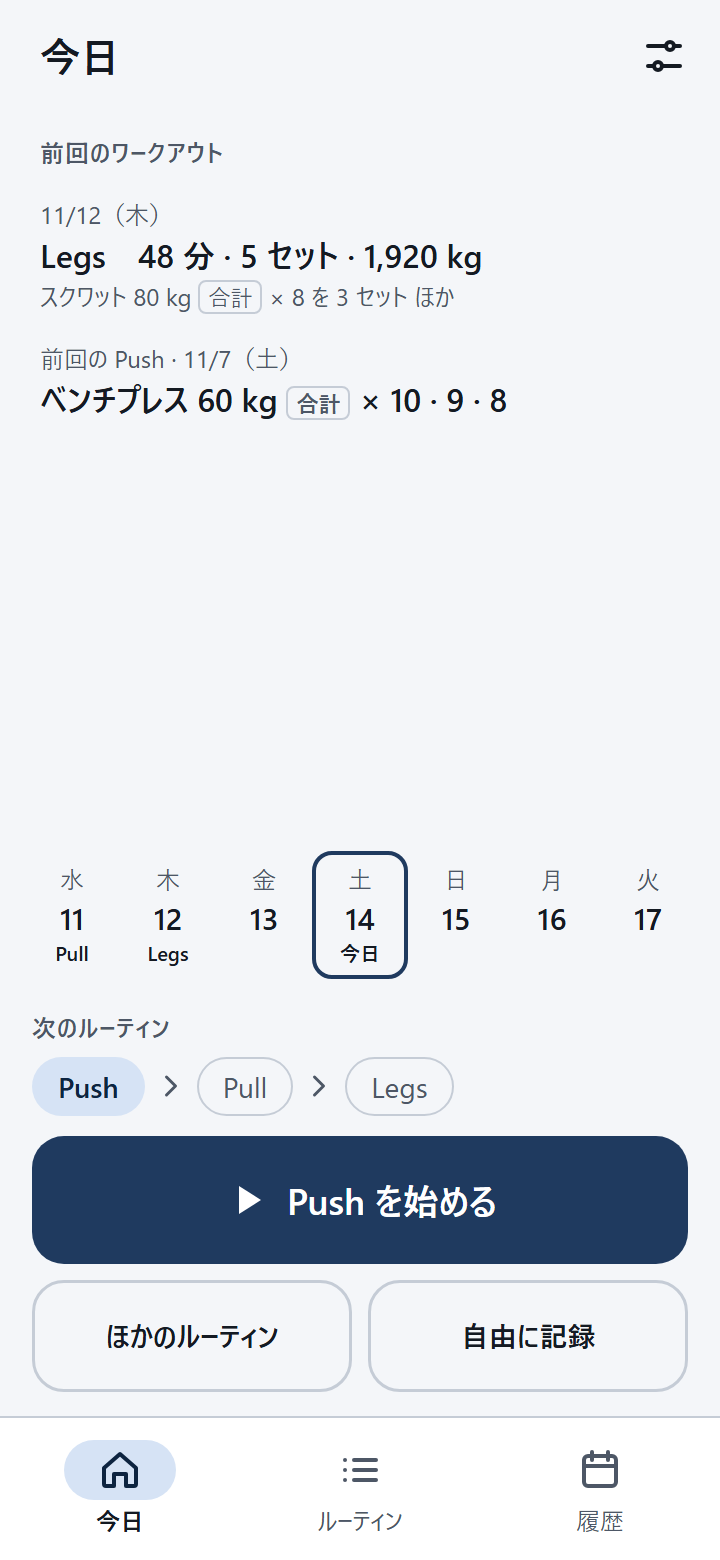 今日
前回のワークアウト
11/12（木）
Legs　48 分 · 5 セット · 1,920 kg
スクワット 80 kg 合計 × 8 を 3 セット ほか
前回の Push · 11/7（土）
ベンチプレス 60 kg 合計 × 10 · 9 · 8
水 木 金 土 日 月 火
11 12 13 14 15 16 17
Pull Legs 今日
次のルーティン
Push Pull Legs
Push を始める
ほかのルーティン 自由に記録
今日 ルーティン 履歴